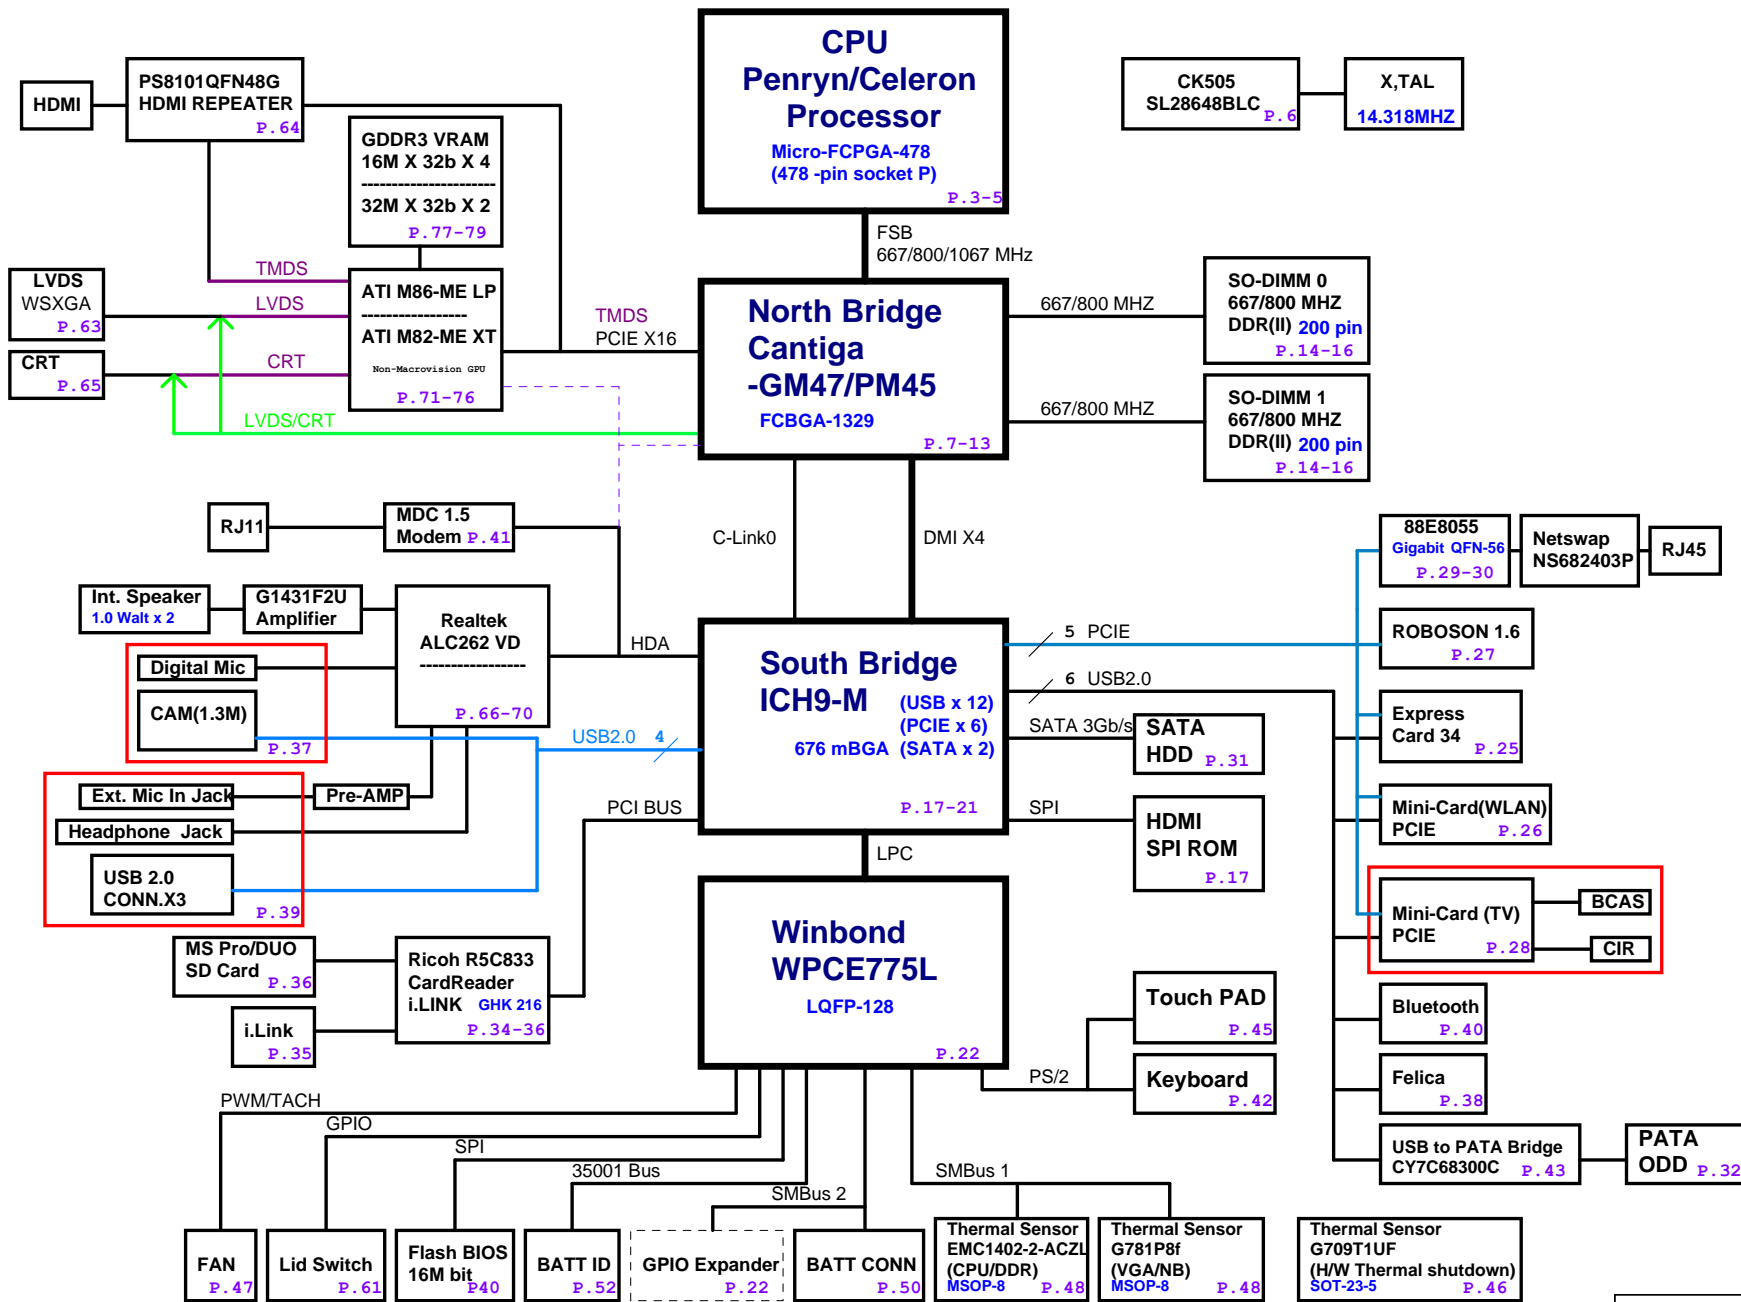 CPU
Penryn/Celeron
Processor
Micro-FCPGA-478
(478 -pin socket P)
P.3-5
CK505
SL28648BLC
P.6
X,TAL
14.318MHZ
HDMI
PS8101QFN48G
HDMI REPEATER
P.64
GDDR3 VRAM
16M X 32b X 4
-----------------------
32M X 32b X 2
P.77-79
FSB
667/800/1067 MHz
LVDS
WSXGA
P.63
CRT
P.65
TMDS
LVDS
CRT
LVDS/CRT
ATI M86-ME LP
------------------
ATI M82-ME XT
Non-Macrovision GPU
P.71-76
TMDS
PCIE X16
North Bridge
Cantiga
-GM47/PM45
FCBGA-1329
P.7-13
667/800 MHZ
SO-DIMM 0
667/800 MHZ
DDR(II) 200 pin
P.14-16
667/800 MHZ
SO-DIMM 1
667/800 MHZ
DDR(II) 200 pin
P.14-16
RJ11
MDC 1.5
Modem P.41
C-Link0
DMI X4
88E8055
Gigabit QFN-56
P.29-30
Netswap
NS682403P
RJ45
Int. Speaker
1.0 Walt x 2
G1431F2U
Amplifier
Realtek
ALC262 VD
------------------
P.66-70
HDA
Digital Mic
CAM(1.3M)
P.37
South Bridge
ICH9-M
(USB x 12)
(PCIE x 6)
676 mBGA (SATA x 2)
P.17-21
5 PCIE
6 USB2.0
ROBOSON 1.6
P.27
Express
Card 34
P.25
USB2.0 4
SATA 3Gb/s
SATA
HDD P.31
Ext. Mic In Jack
Pre-AMP
Headphone Jack
USB 2.0
CONN.X3
P.39
PCI BUS
SPI
HDMI
SPI ROM
P.17
Mini-Card(WLAN)
PCIE P.26
LPC
Mini-Card (TV)
PCIE
P.28
BCAS
CIR
MS Pro/DUO
SD Card
P.36
i.Link
P.35
Ricoh R5C833
CardReader
i.LINK GHK 216
P.34-36
Winbond
WPCE775L
LQFP-128
P.22
Touch PAD
P.45
PS/2
Keyboard
P.42
Bluetooth
P.40
Felica
P.38
USB to PATA Bridge
CY7C68300C P.43
PATA
ODD P.32
PWM/TACH
GPIO
SPI
35001 Bus
SMBus 2
SMBus 1
FAN
P.47
Lid Switch
P.61
Flash BIOS
16M bit
P40
BATT ID
P.52
GPIO Expander
P.22
BATT CONN
P.50
Thermal Sensor
EMC1402-2-ACZL
(CPU/DDR)
MSOP-8 P.48
Thermal Sensor
G781P8f
(VGA/NB)
MSOP-8 P.48
Thermal Sensor
G709T1UF
(H/W Thermal shutdown)
SOT-23-5 P.46